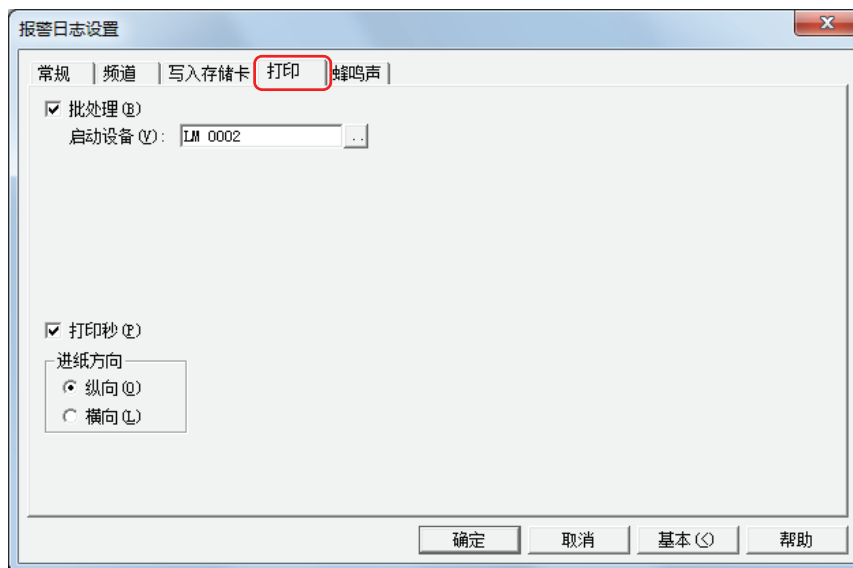 报警日志设置
常规 频道 写入存储卡 打印 蜂鸣声
批处理(B)
启动设备(V): LM 0002 ..
打印秒(P)
进纸方向
纵向(O)
横向(L)
确定 取消 基本(<) 帮助